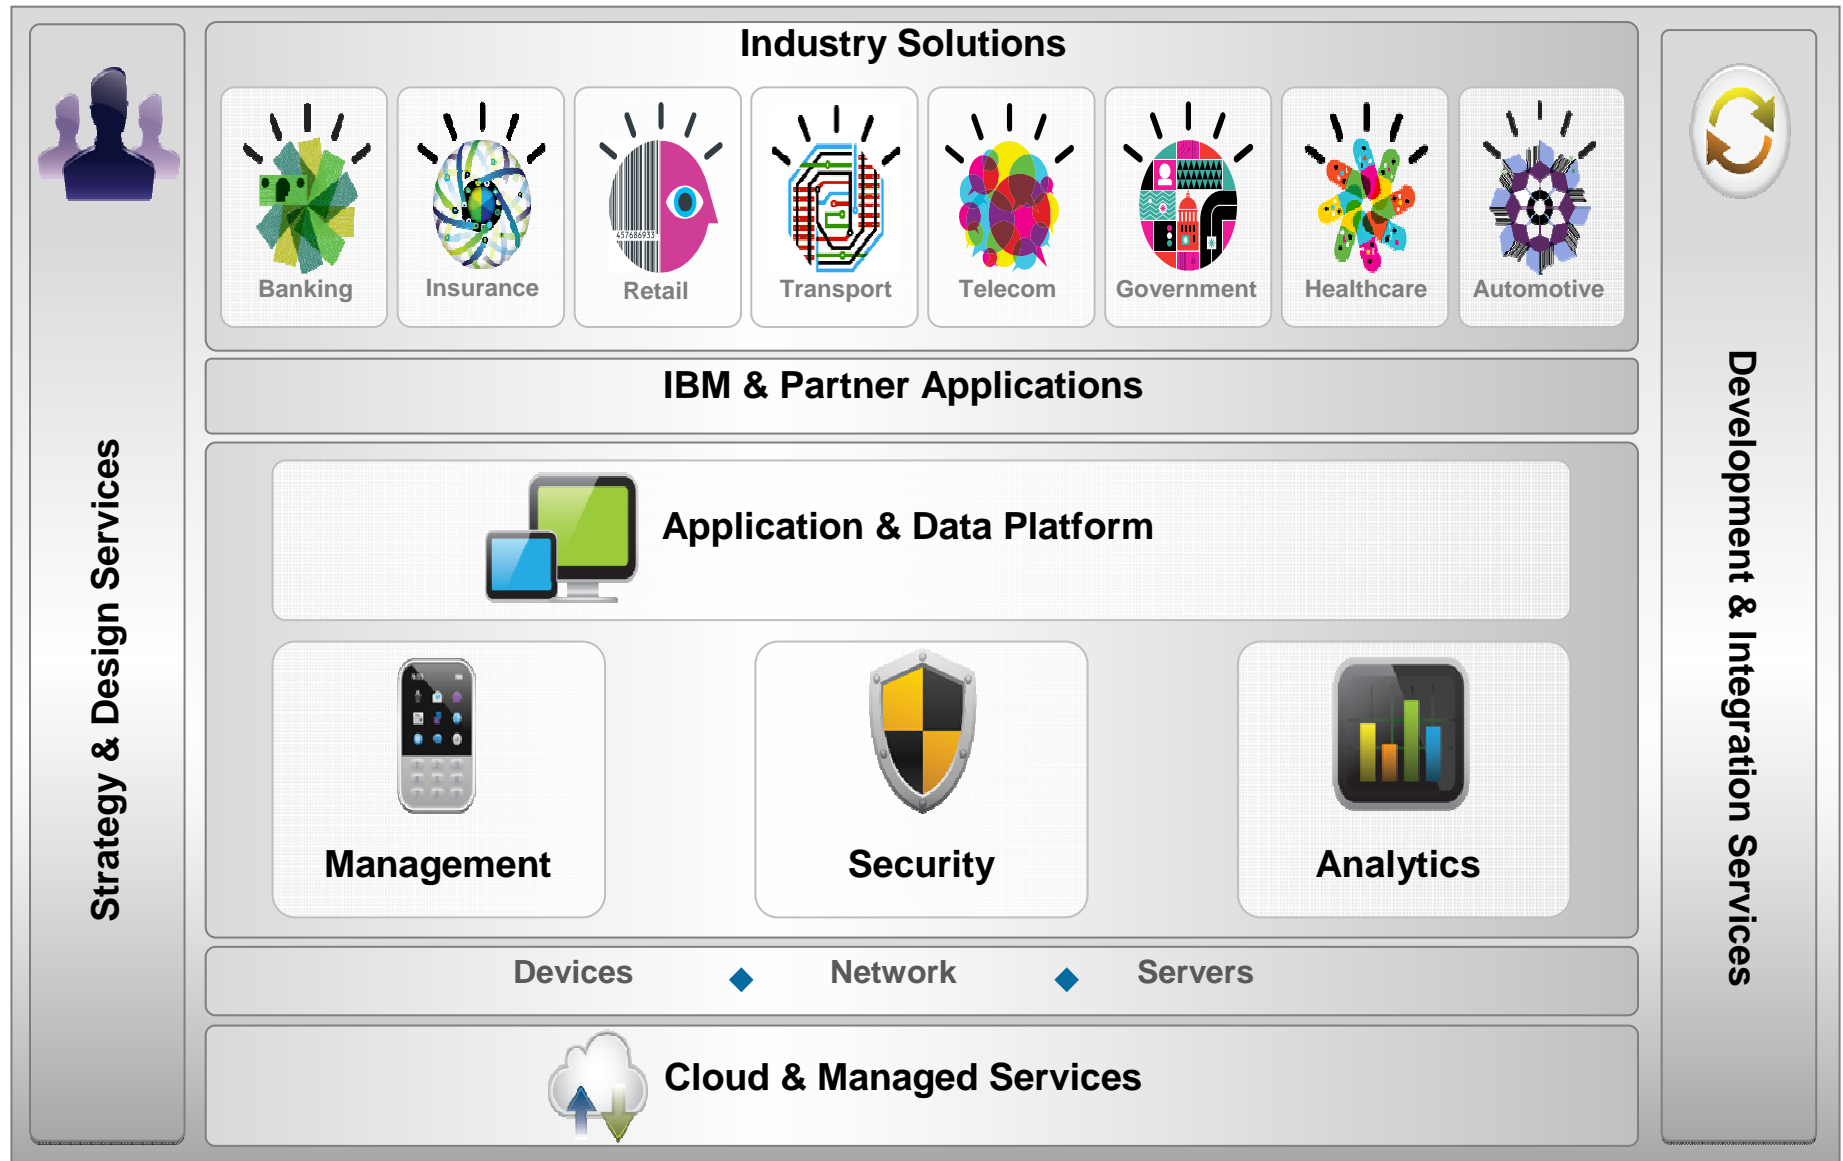 Industry Solutions
457686933
Banking
Insurance
Retail
Transport
Telecom
Government
Healthcare
Automotive
IBM & Partner Applications
Application & Data Platform
Management
Security
Analytics
Devices
Network
Servers
Cloud & Managed Services
Strategy & Design Services
Development & Integration Services